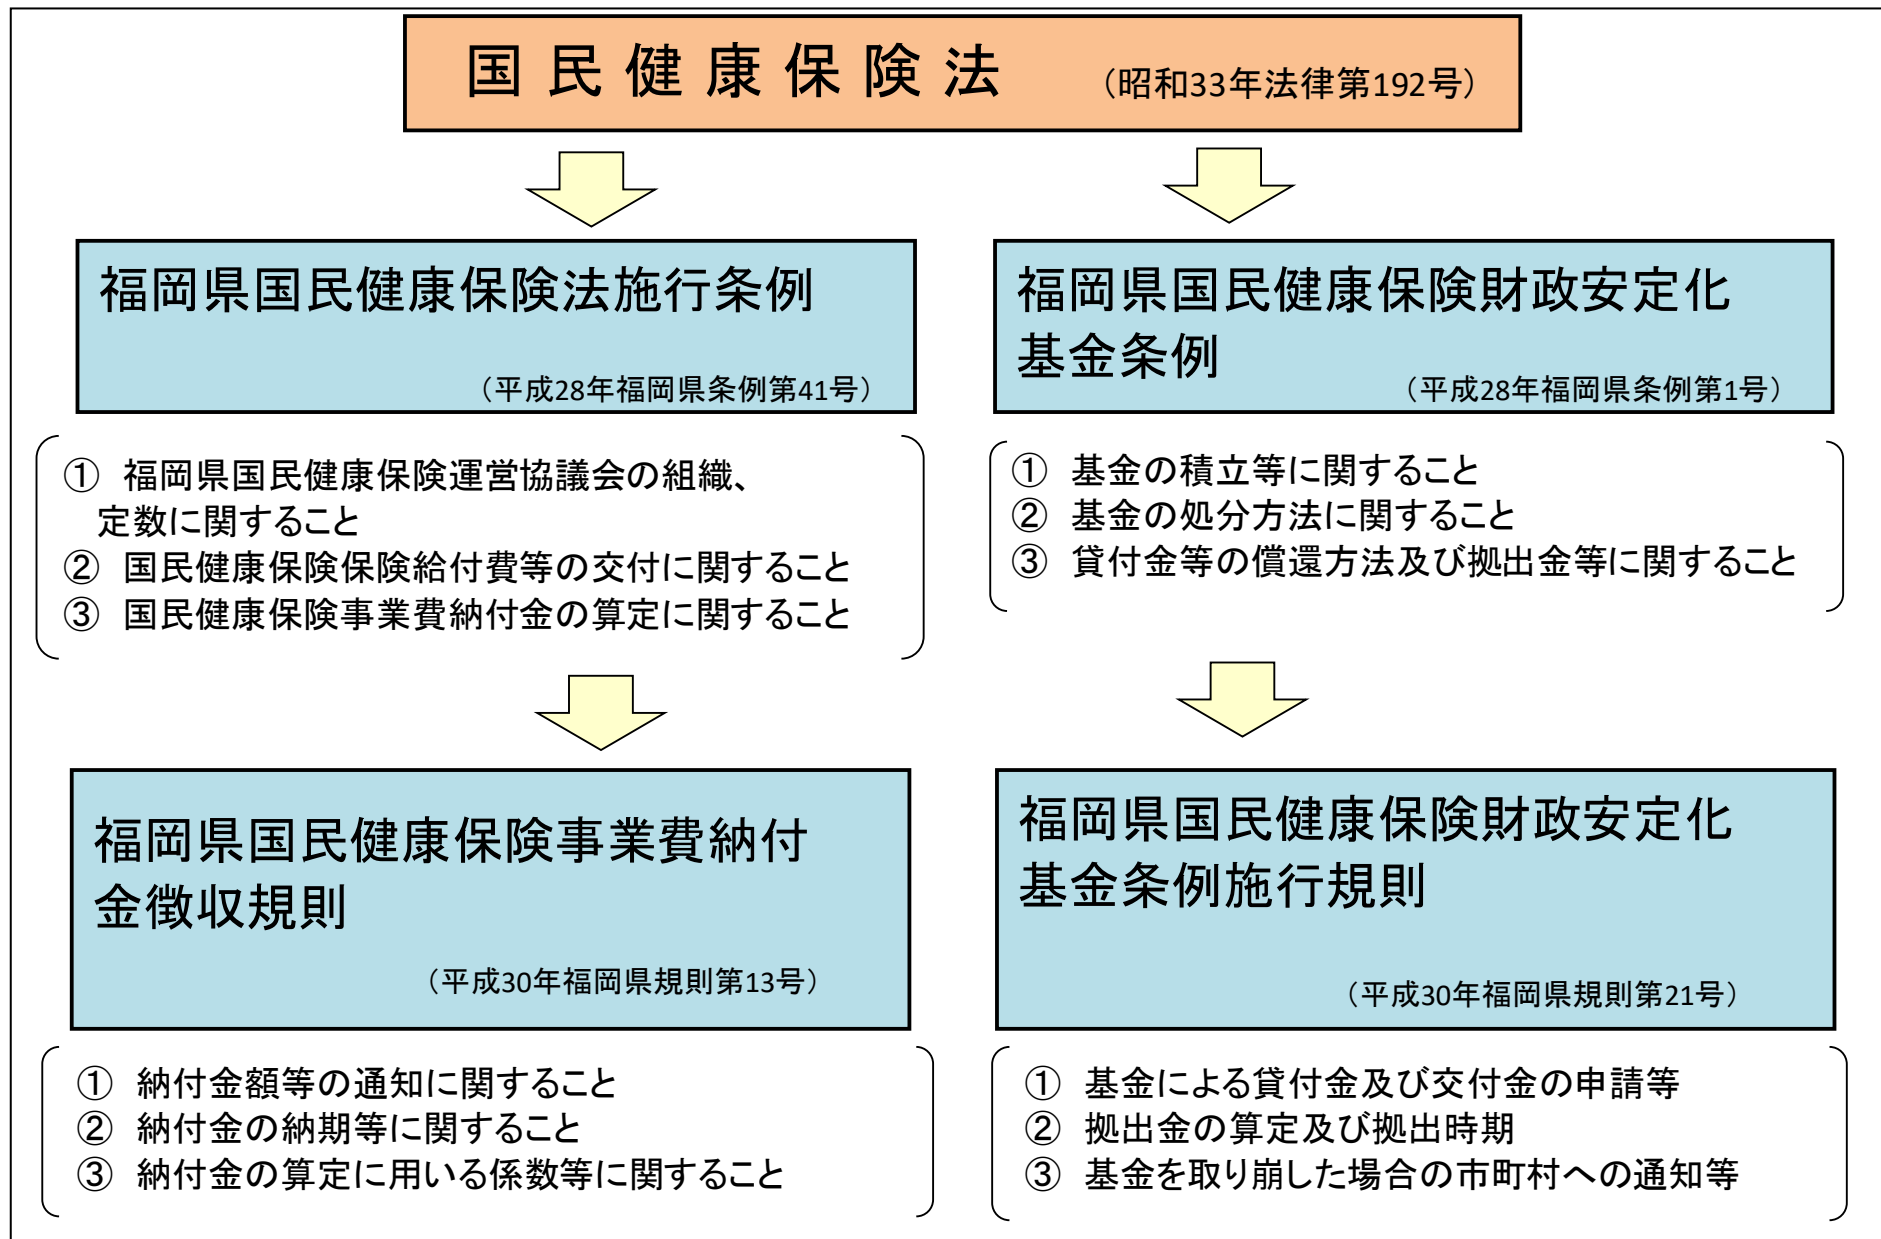 国民健康保険法 （昭和33年法律第192号）
福岡県国民健康保険法施行条例
（平成28年福岡県条例第41号）
① 福岡県国民健康保険運営協議会の組織、
定数に関すること
② 国民健康保険保険給付費等の交付に関すること
③ 国民健康保険事業費納付金の算定に関すること
福岡県国民健康保険財政安定化
基金条例
（平成28年福岡県条例第1号）
① 基金の積立等に関すること
② 基金の処分方法に関すること
③ 貸付金等の償還方法及び拠出金等に関すること
福岡県国民健康保険事業費納付
金徴収規則
（平成30年福岡県規則第13号）
① 納付金額等の通知に関すること
② 納付金の納期等に関すること
③ 納付金の算定に用いる係数等に関すること
福岡県国民健康保険財政安定化
基金条例施行規則
（平成30年福岡県規則第21号）
① 基金による貸付金及び交付金の申請等
② 拠出金の算定及び拠出時期
③ 基金を取り崩した場合の市町村への通知等